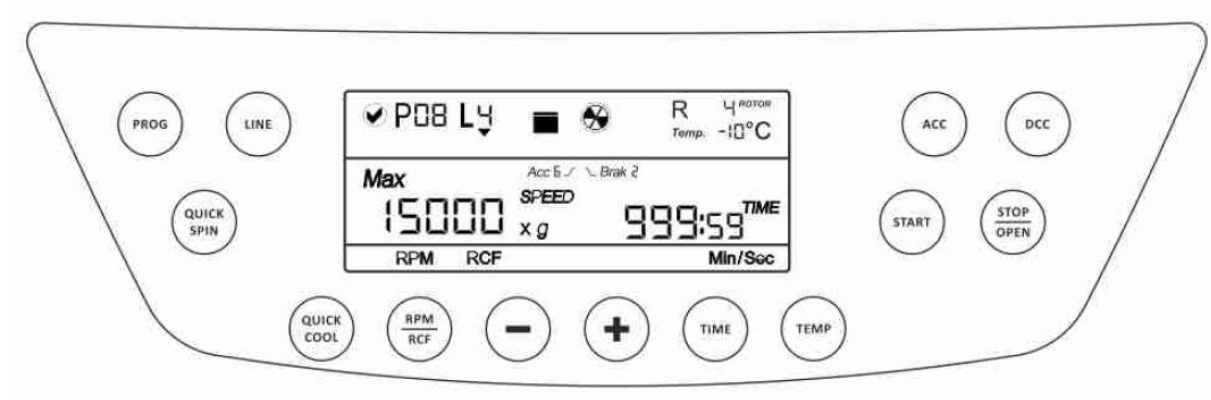 PROG
LINE
QUICK
SPIN
P08 L4
R 4 ROTOR
Temp. -10°C
Acc 6 Brak 2
Max
15000 SPEED
x g
999:59 TIME
RPM RCF Min/Sec
ACC
DCC
START
STOP
OPEN
QUICK
COOL
RPM
RCF
TIME
TEMP